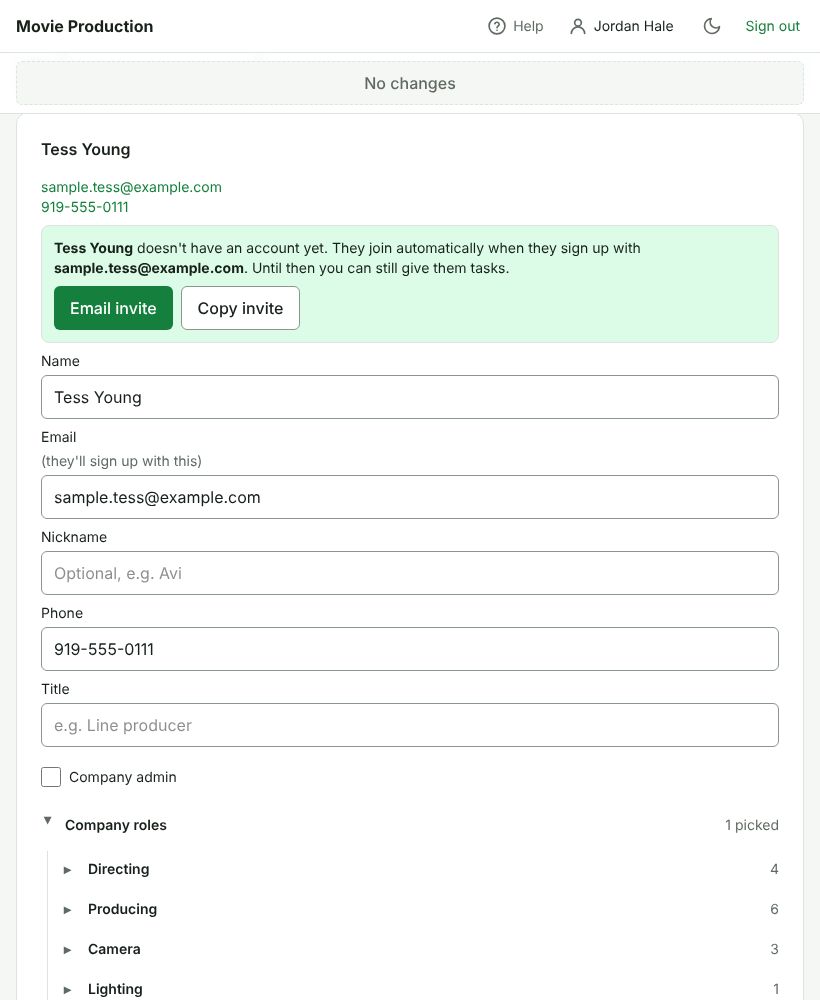 Movie Production
Help
Jordan Hale
Sign out
No changes
Tess Young
sample.tess@example.com
919-555-0111
Tess Young doesn't have an account yet. They join automatically when they sign up with
sample.tess@example.com. Until then you can still give them tasks.
Email invite
Copy invite
Name
Tess Young
Email
(they'll sign up with this)
sample.tess@example.com
Nickname
Optional, e.g. Avi
Phone
919-555-0111
Title
e.g. Line producer
Company admin
Company roles 1 picked
Directing 4
Producing 6
Camera 3
Lighting 1